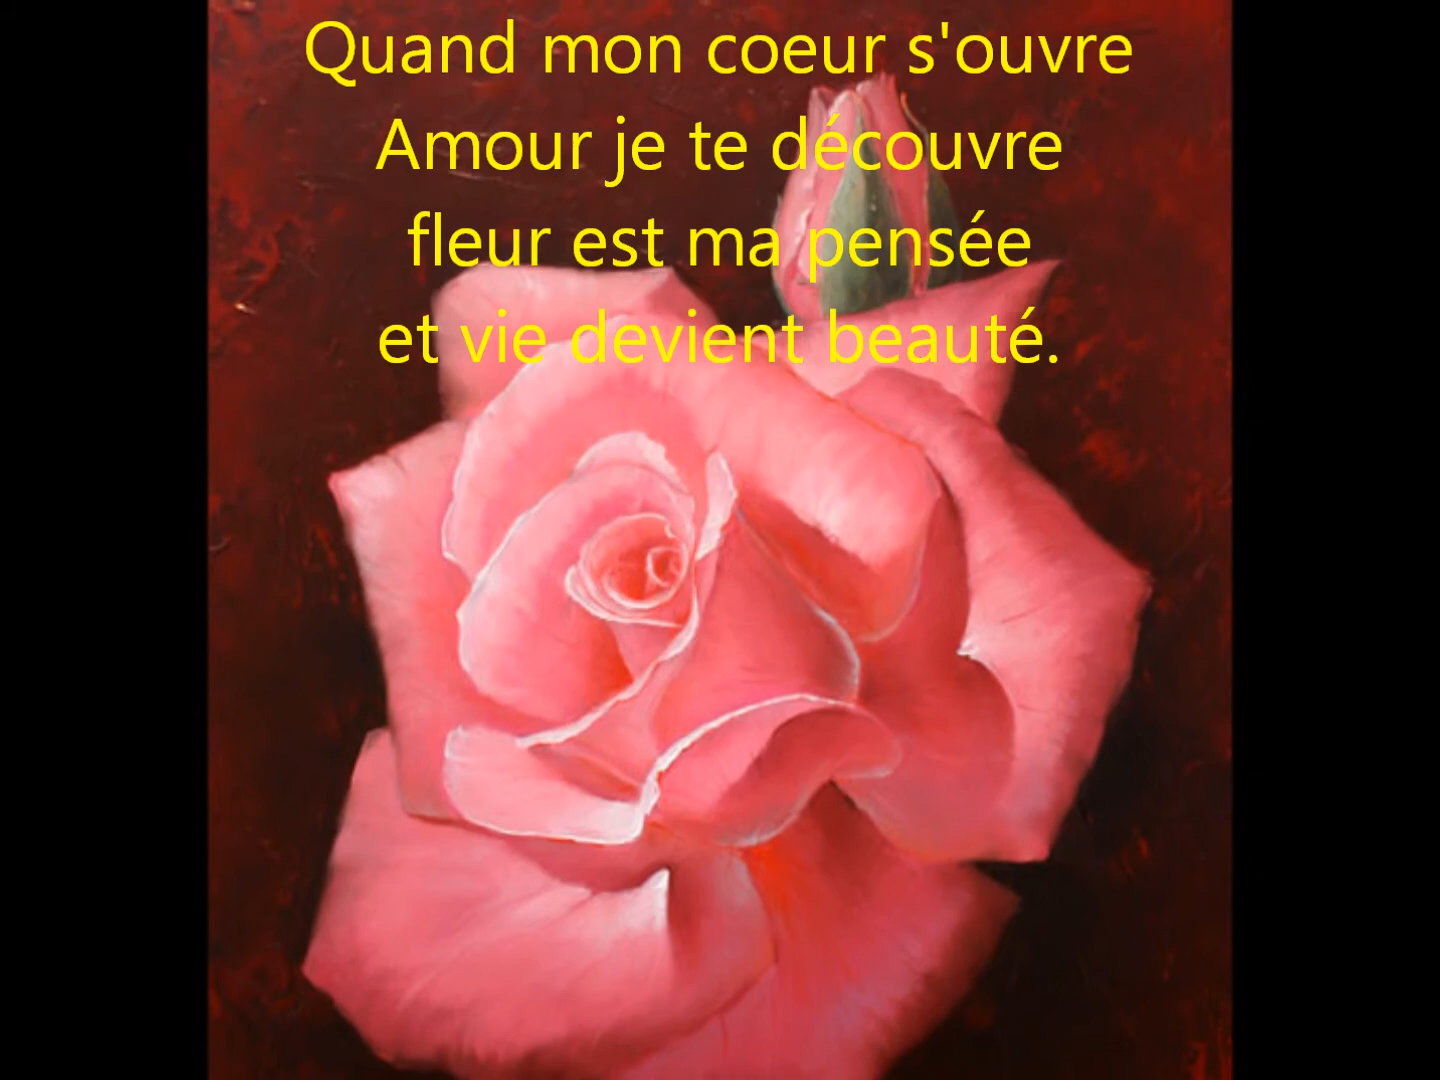 Quand mon coeur s'ouvre
Amour je te découvre
fleur est ma pensée
et vie devient beauté.